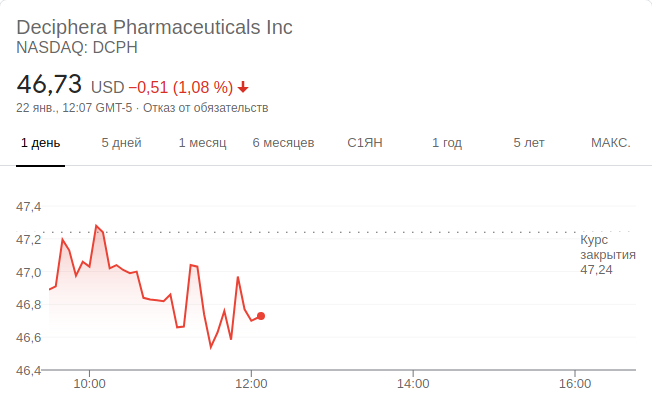 Deciphera Pharmaceuticals Inc
NASDAQ: DCPH
46,73 USD −0,51 (1,08 %)
22 янв., 12:07 GMT-5 · Отказ от обязательств
1 день 5 дней 1 месяц 6 месяцев С1ЯН 1 год 5 лет МАКС.
47,4
47,2
47,0
46,8
46,6
46,4
Курс
закрытия
47,24
10:00 12:00 14:00 16:00